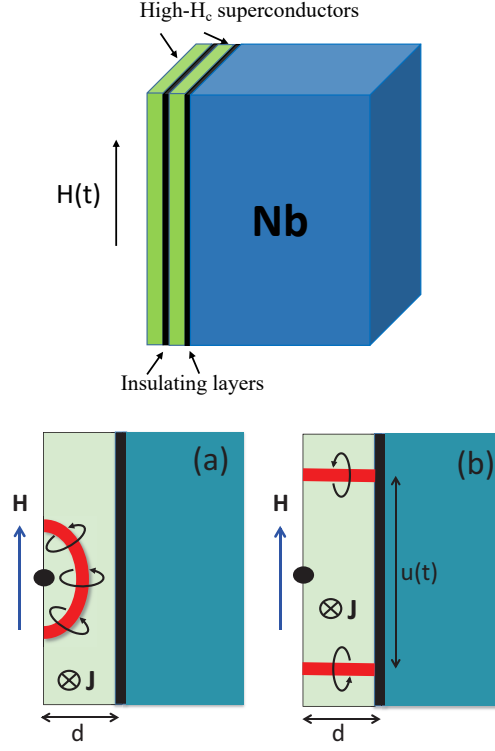 High-Hc superconductors
H(t)
Nb
Insulating layers
(a)
H
J
d
(b)
H
u(t)
J
d